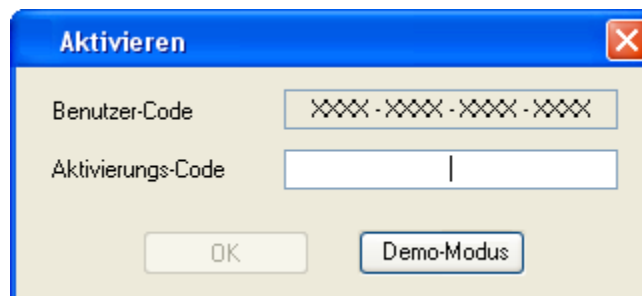 Aktivieren
Benutzer-Code XXXX - XXXX - XXXX - XXXX
Aktivierungs-Code
OK Demo-Modus